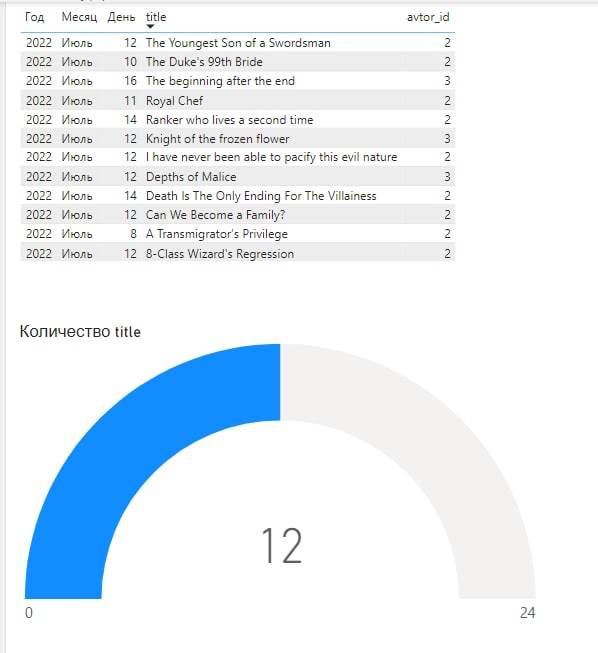 Год Месяц День title avtor_id
2022 Июль 12 The Youngest Son of a Swordsman 2
2022 Июль 10 The Duke's 99th Bride 2
2022 Июль 16 The beginning after the end 3
2022 Июль 11 Royal Chef 2
2022 Июль 14 Ranker who lives a second time 2
2022 Июль 12 Knight of the frozen flower 3
2022 Июль 12 I have never been able to pacify this evil nature 2
2022 Июль 12 Depths of Malice 3
2022 Июль 14 Death Is The Only Ending For The Villainess 2
2022 Июль 12 Can We Become a Family? 2
2022 Июль 8 A Transmigrator's Privilege 2
2022 Июль 12 8-Class Wizard's Regression 2
Количество title
12
0 24